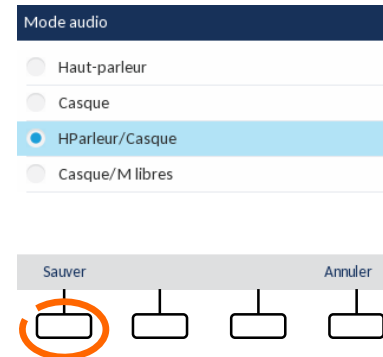 Mode audio
Haut-parleur
Casque
HParleur/Casque
Casque/M libres
Sauver Annuler